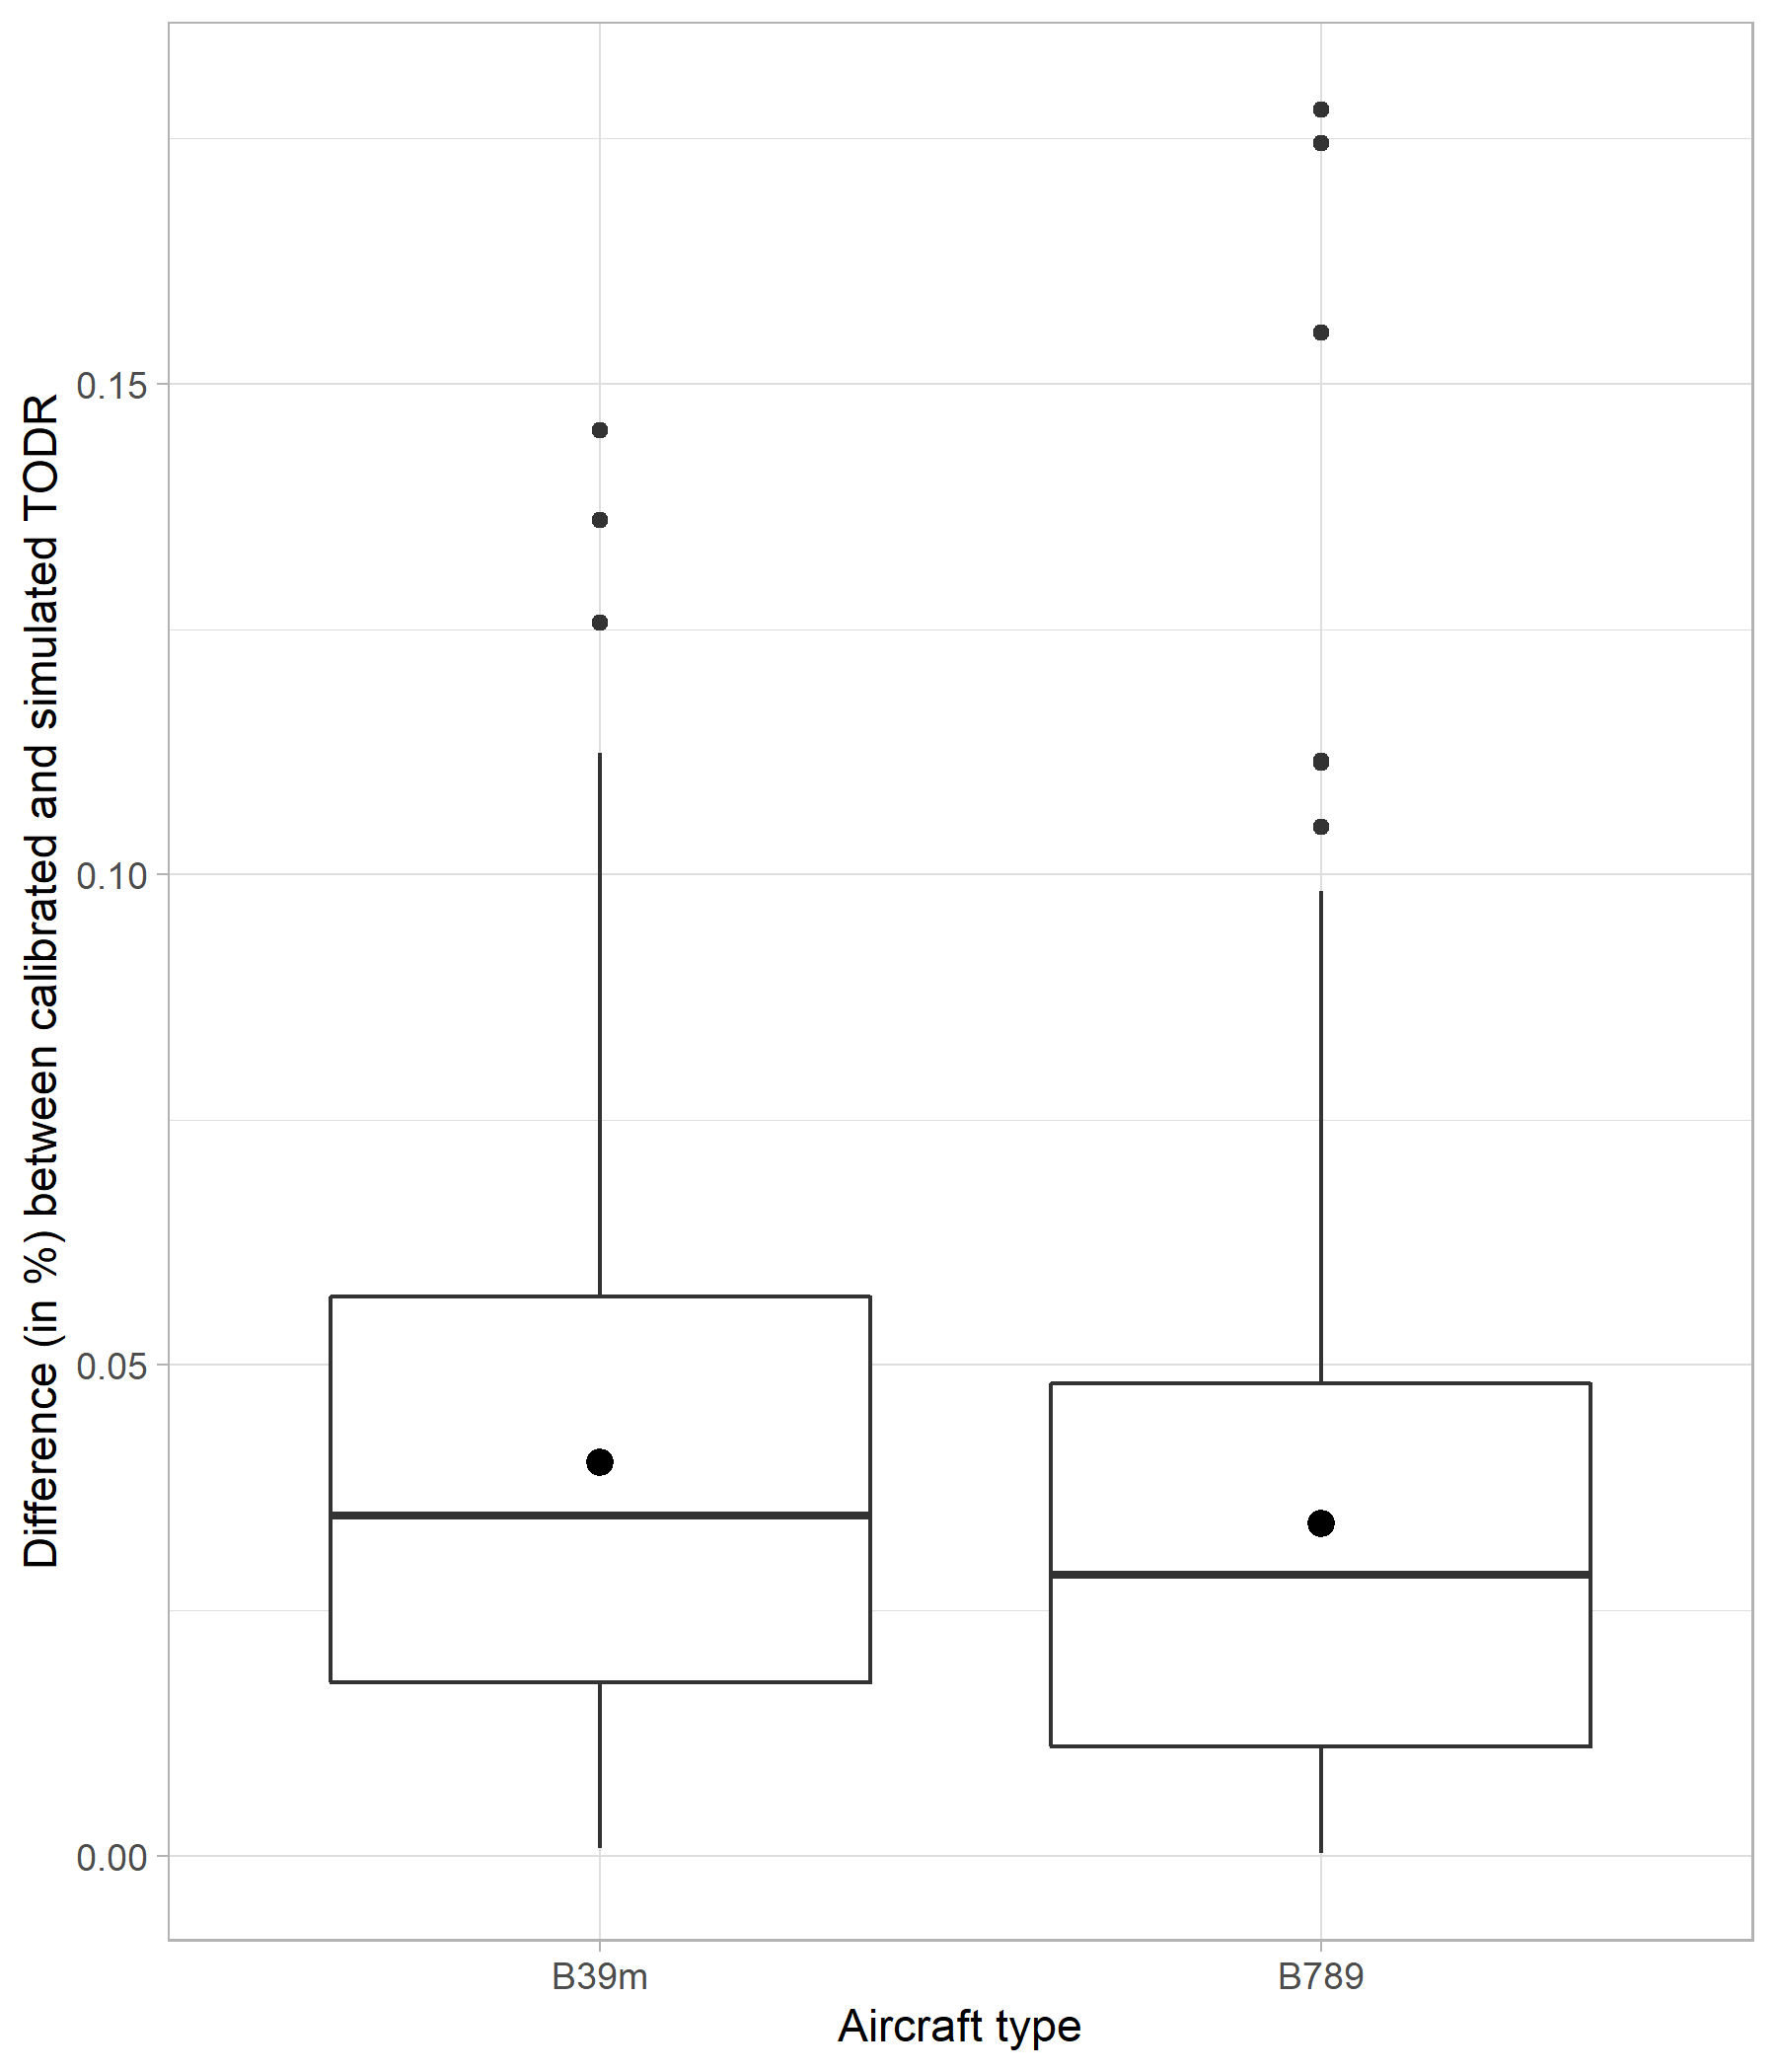 Difference (in %) between calibrated and simulated TODR
0.15
0.10
0.05
0.00
B39m
B789
Aircraft type